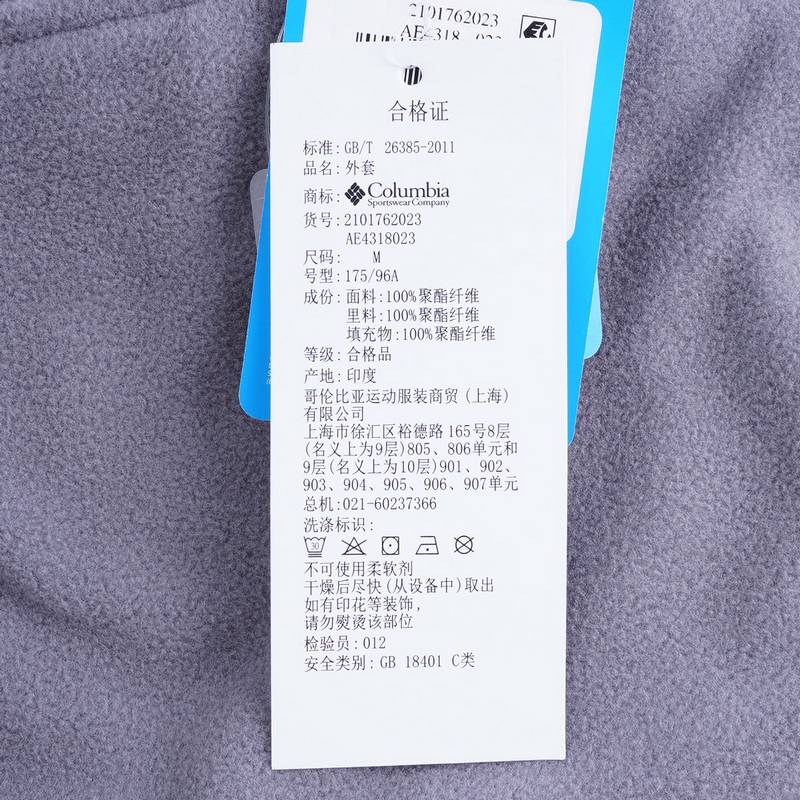 2101762023
AE4318 023
合格证
标准: GB/T 26385-2011
品名: 外套
商标: Columbia
Sportswear Company
货号: 2101762023
AE4318023
尺码: M
号型: 175/96A
成份: 面料: 100%聚酯纤维
里料: 100%聚酯纤维
填充物: 100%聚酯纤维
等级: 合格品
产地: 印度
哥伦比亚运动服装商贸(上海)
有限公司
上海市徐汇区裕德路165号8层
(名义上为9层)805、806单元和
9层(名义上为10层)901、902、
903、904、905、906、907单元
总机:021-60237366
洗涤标识:
30
不可使用柔软剂
干燥后尽快(从设备中)取出
如有印花等装饰,
请勿熨烫该部位
检验员: 012
安全类别: GB 18401 C类